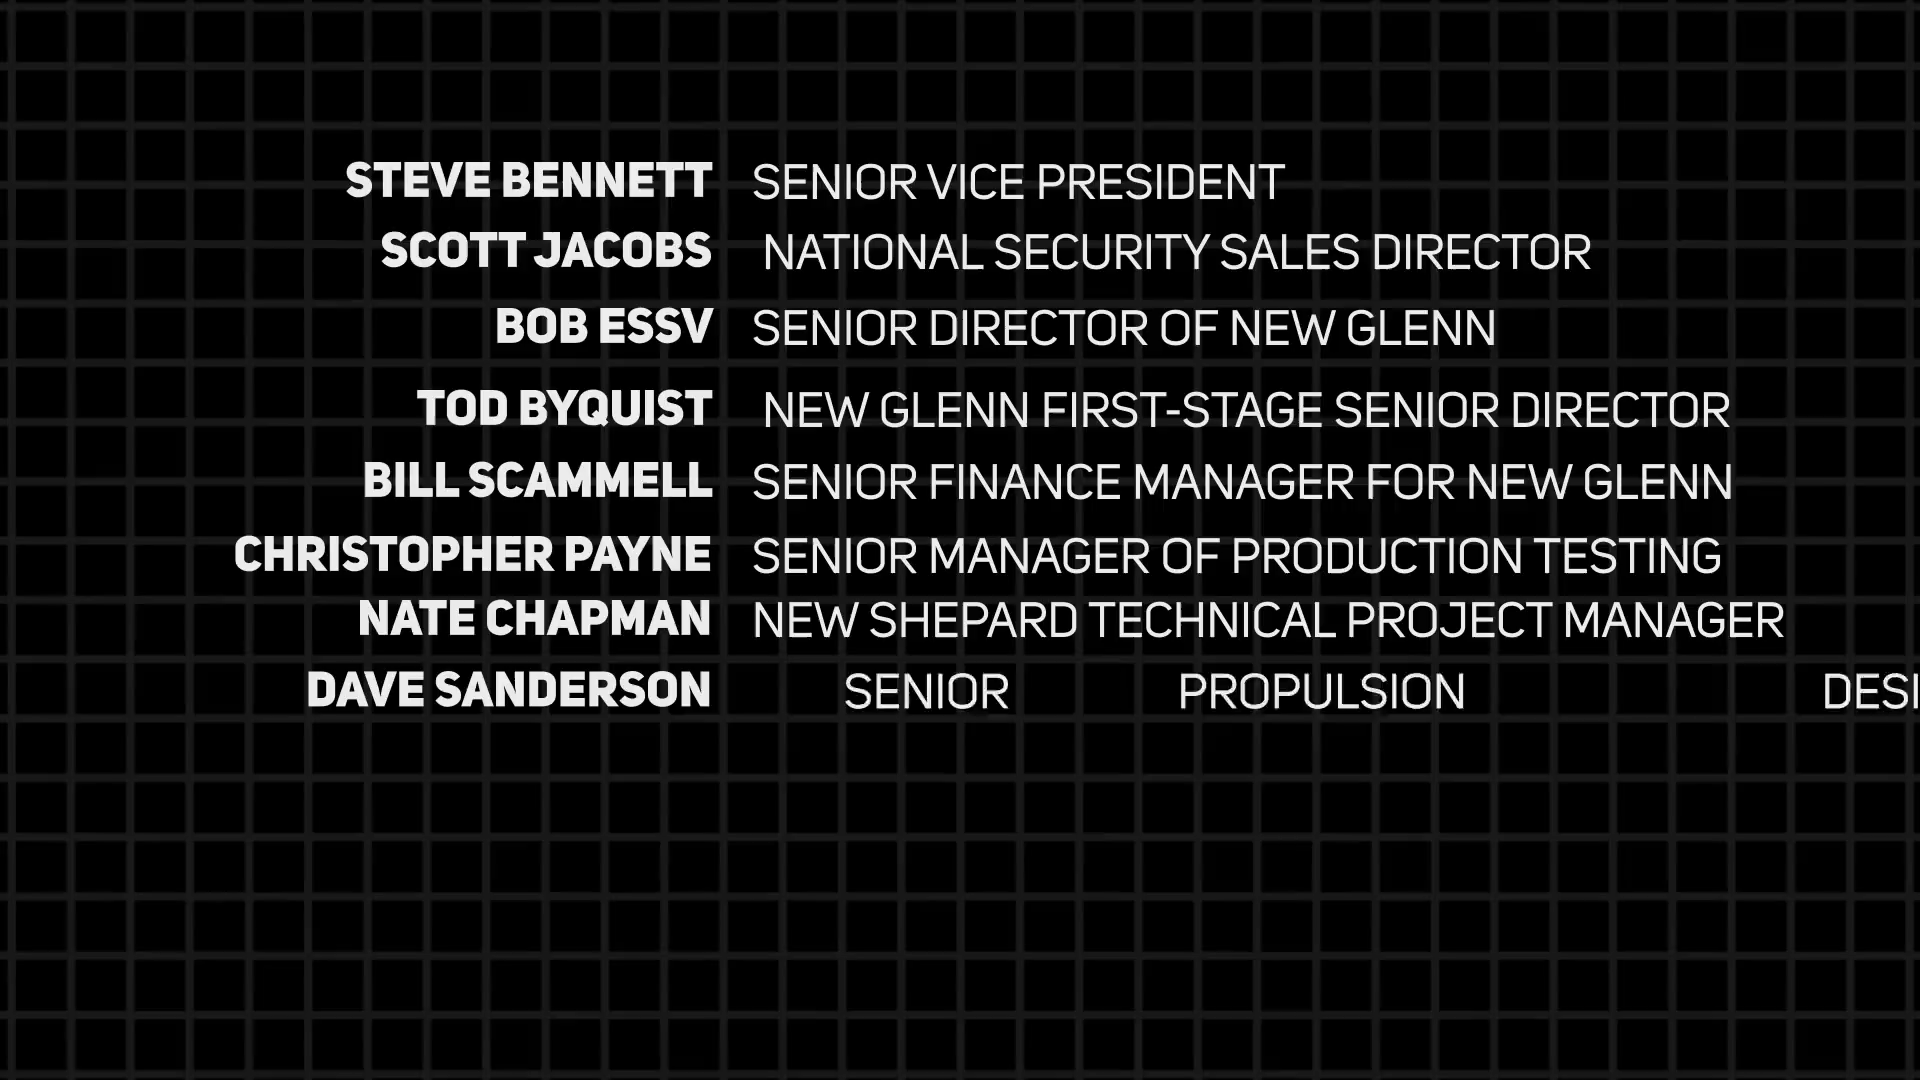 STEVE BENNETT SENIOR VICE PRESIDENT
SCOTT JACOBS NATIONAL SECURITY SALES DIRECTOR
BOB ESSV SENIOR DIRECTOR OF NEW GLENN
TOD BYQUIST NEW GLENN FIRST-STAGE SENIOR DIRECTOR
BILL SCAMMELL SENIOR FINANCE MANAGER FOR NEW GLENN
CHRISTOPHER PAYNE SENIOR MANAGER OF PRODUCTION TESTING
NATE CHAPMAN NEW SHEPARD TECHNICAL PROJECT MANAGER
DAVE SANDERSON SENIOR PROPULSION DESI